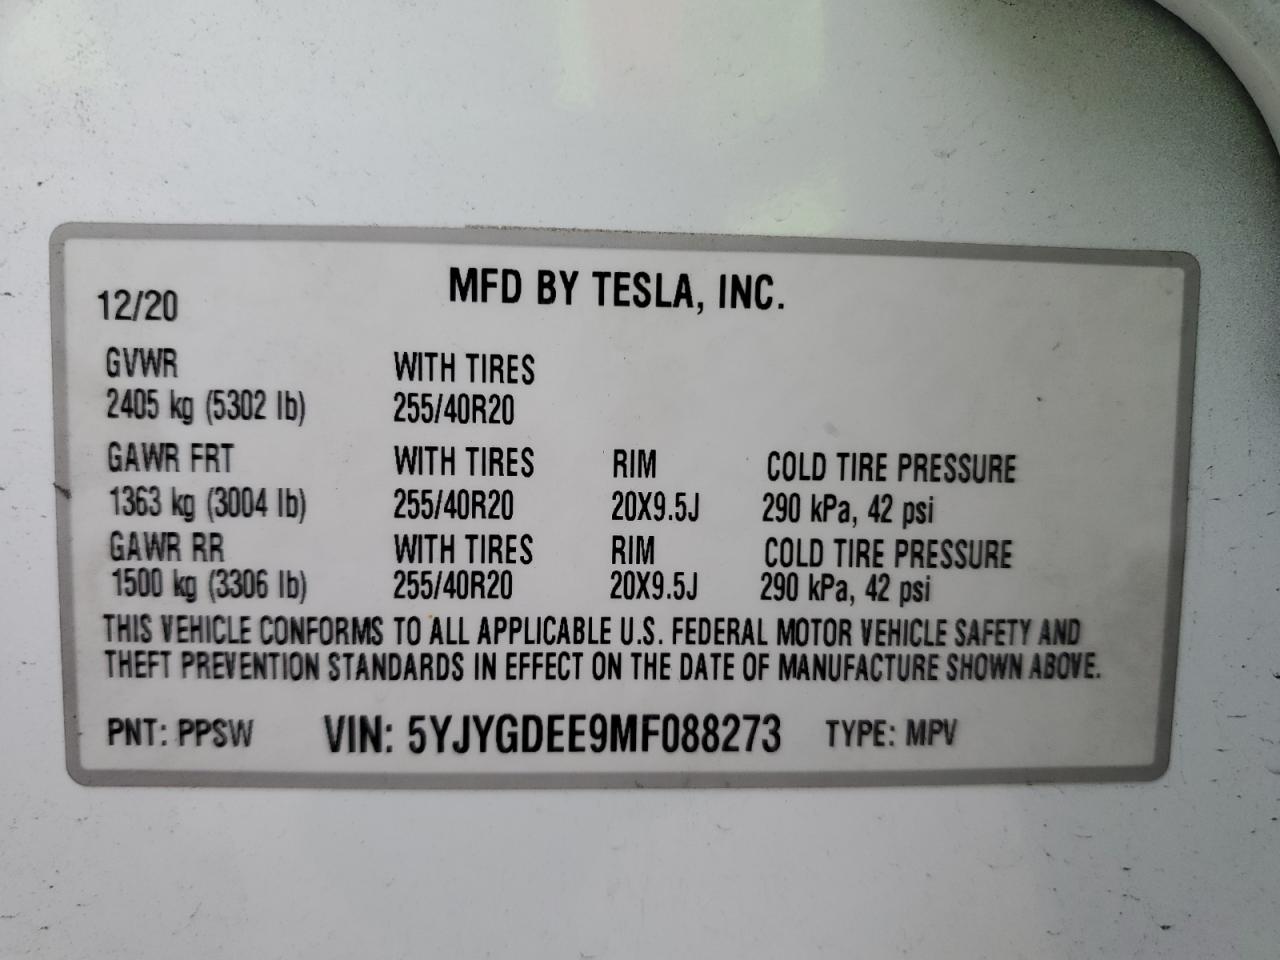 MFD BY TESLA, INC.
12/20
GVWR WITH TIRES
2405 kg (5302 lb) 255/40R20
GAWR FRT WITH TIRES RIM COLD TIRE PRESSURE
1363 kg (3004 lb) 255/40R20 20X9.5J 290 kPa, 42 psi
GAWR RR WITH TIRES RIM COLD TIRE PRESSURE
1500 kg (3306 lb) 255/40R20 20X9.5J 290 kPa, 42 psi
THIS VEHICLE CONFORMS TO ALL APPLICABLE U.S. FEDERAL MOTOR VEHICLE SAFETY AND
THEFT PREVENTION STANDARDS IN EFFECT ON THE DATE OF MANUFACTURE SHOWN ABOVE.
PNT: PPSW VIN: 5YJYGDEE9MF088273 TYPE: MPV